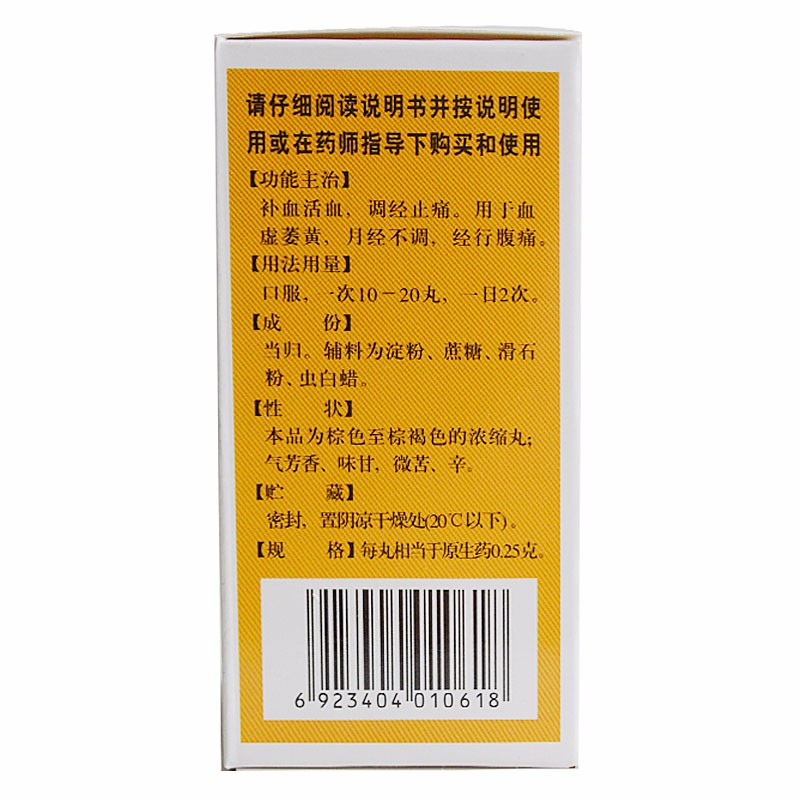 请仔细阅读说明书并按说明使
用或在药师指导下购买和使用
【功能主治】
补血活血，调经止痛。用于血
虚萎黄，月经不调，经行腹痛。
【用法用量】
口服，一次10－20丸，一日2次。
【成　　份】
当归。辅料为淀粉、蔗糖、滑石
粉、虫白蜡。
【性　　状】
本品为棕色至棕褐色的浓缩丸；
气芳香、味甘，微苦、辛。
【贮　　藏】
密封，置阴凉干燥处(20℃以下)。
【规　　格】每丸相当于原生药0.25克。
6 923404 010618